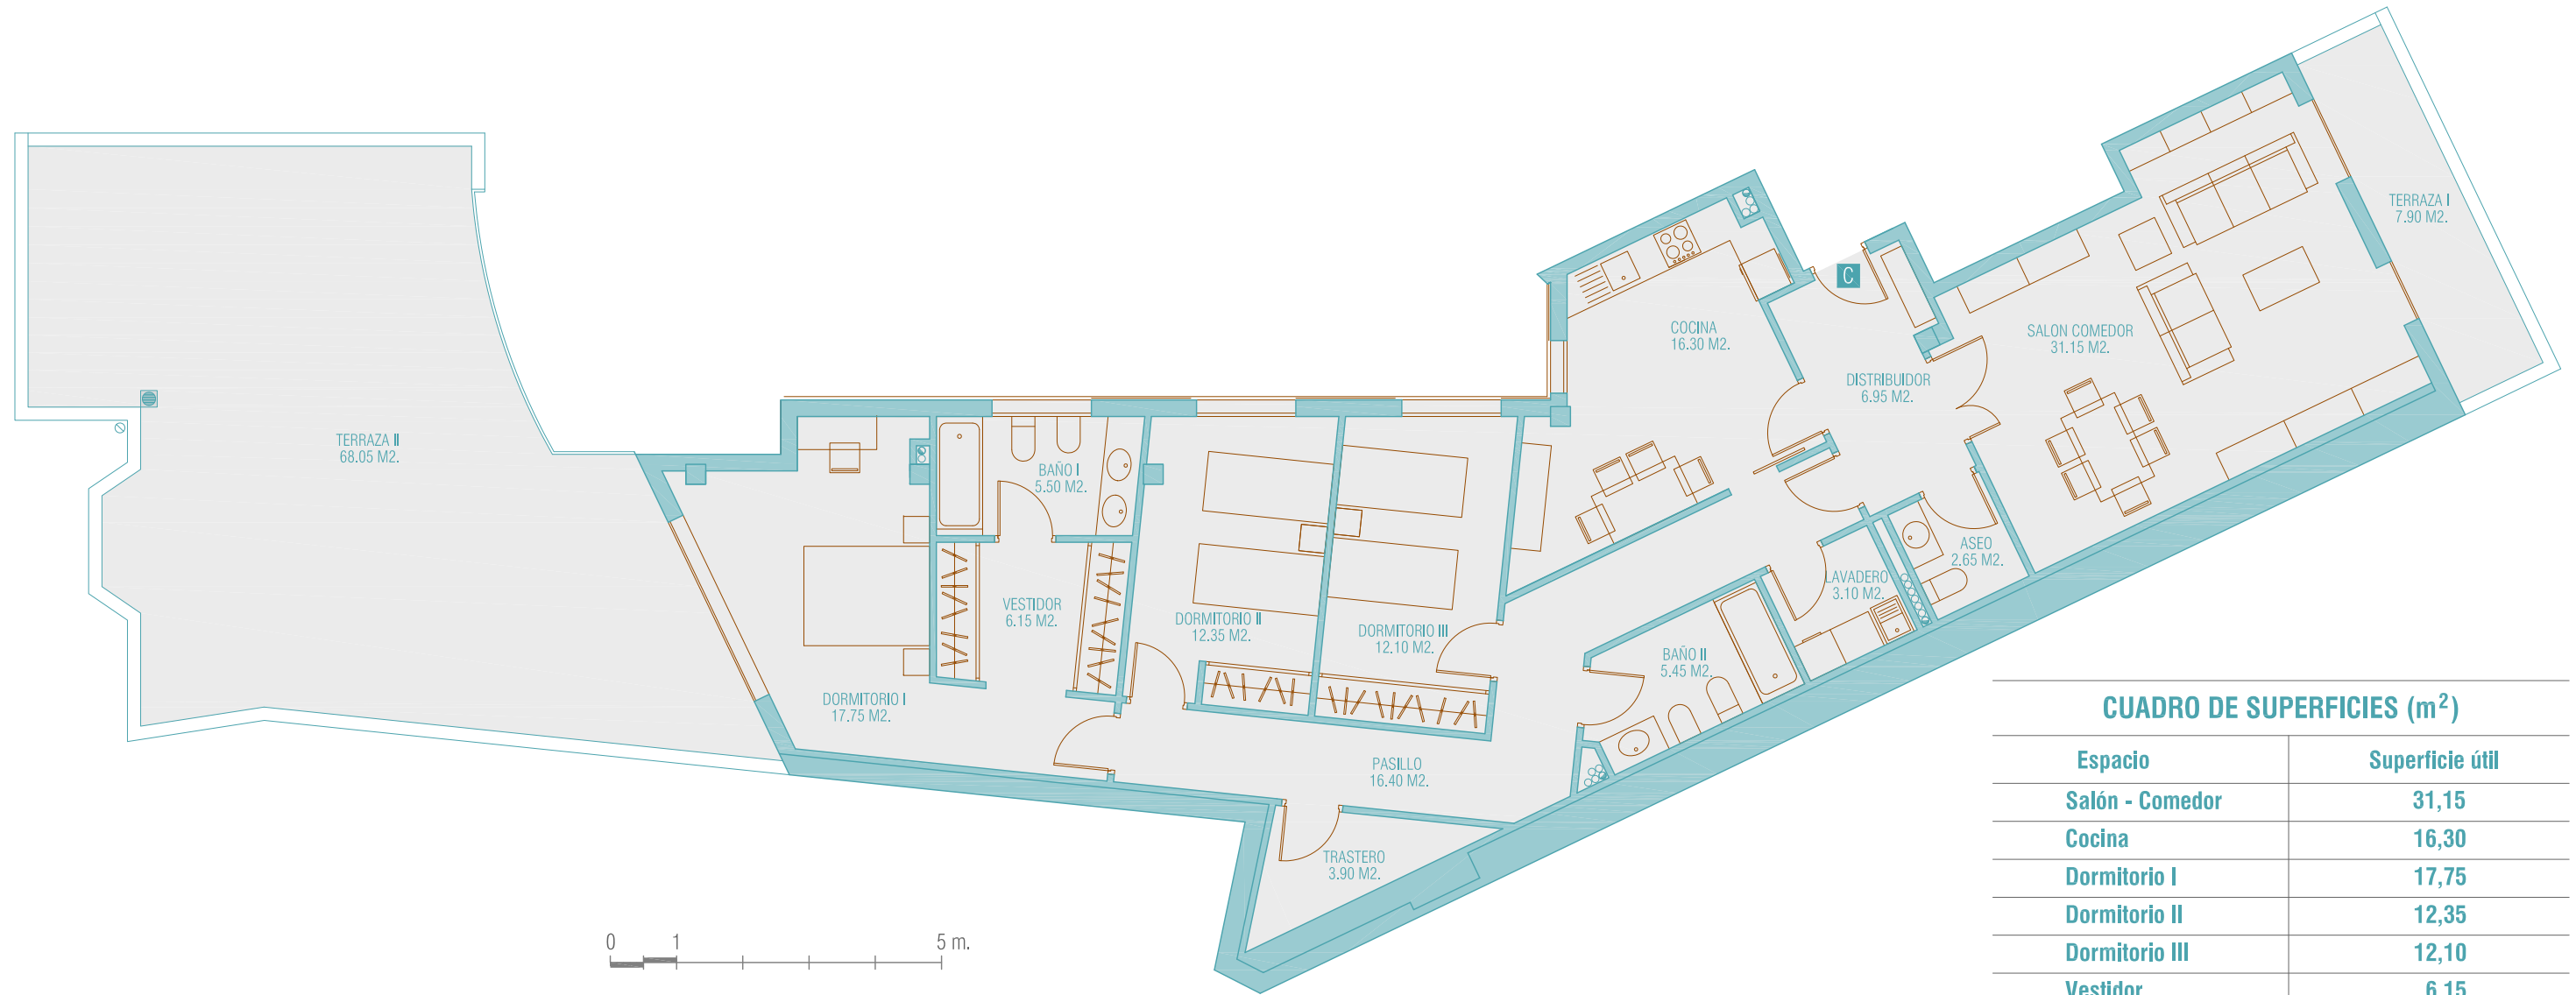 TERRAZA II
68.05 M2.
DORMITORIO I
17.75 M2.
BAÑO I
5.50 M2.
VESTIDOR
6.15 M2.
DORMITORIO II
12.35 M2.
DORMITORIO III
12.10 M2.
COCINA
16.30 M2.
C
DISTRIBUIDOR
6.95 M2.
SALON COMEDOR
31.15 M2.
TERRAZA I
7.90 M2.
ASEO
2.65 M2.
LAVADERO
3.10 M2.
BAÑO II
5.45 M2.
PASILLO
16.40 M2.
TRASTERO
3.90 M2.
0 1 5 m.
CUADRO DE SUPERFICIES (m²)
Espacio Superficie útil
Salón - Comedor 31,15
Cocina 16,30
Dormitorio I 17,75
Dormitorio II 12,35
Dormitorio III 12,10
Vestidor 6,15